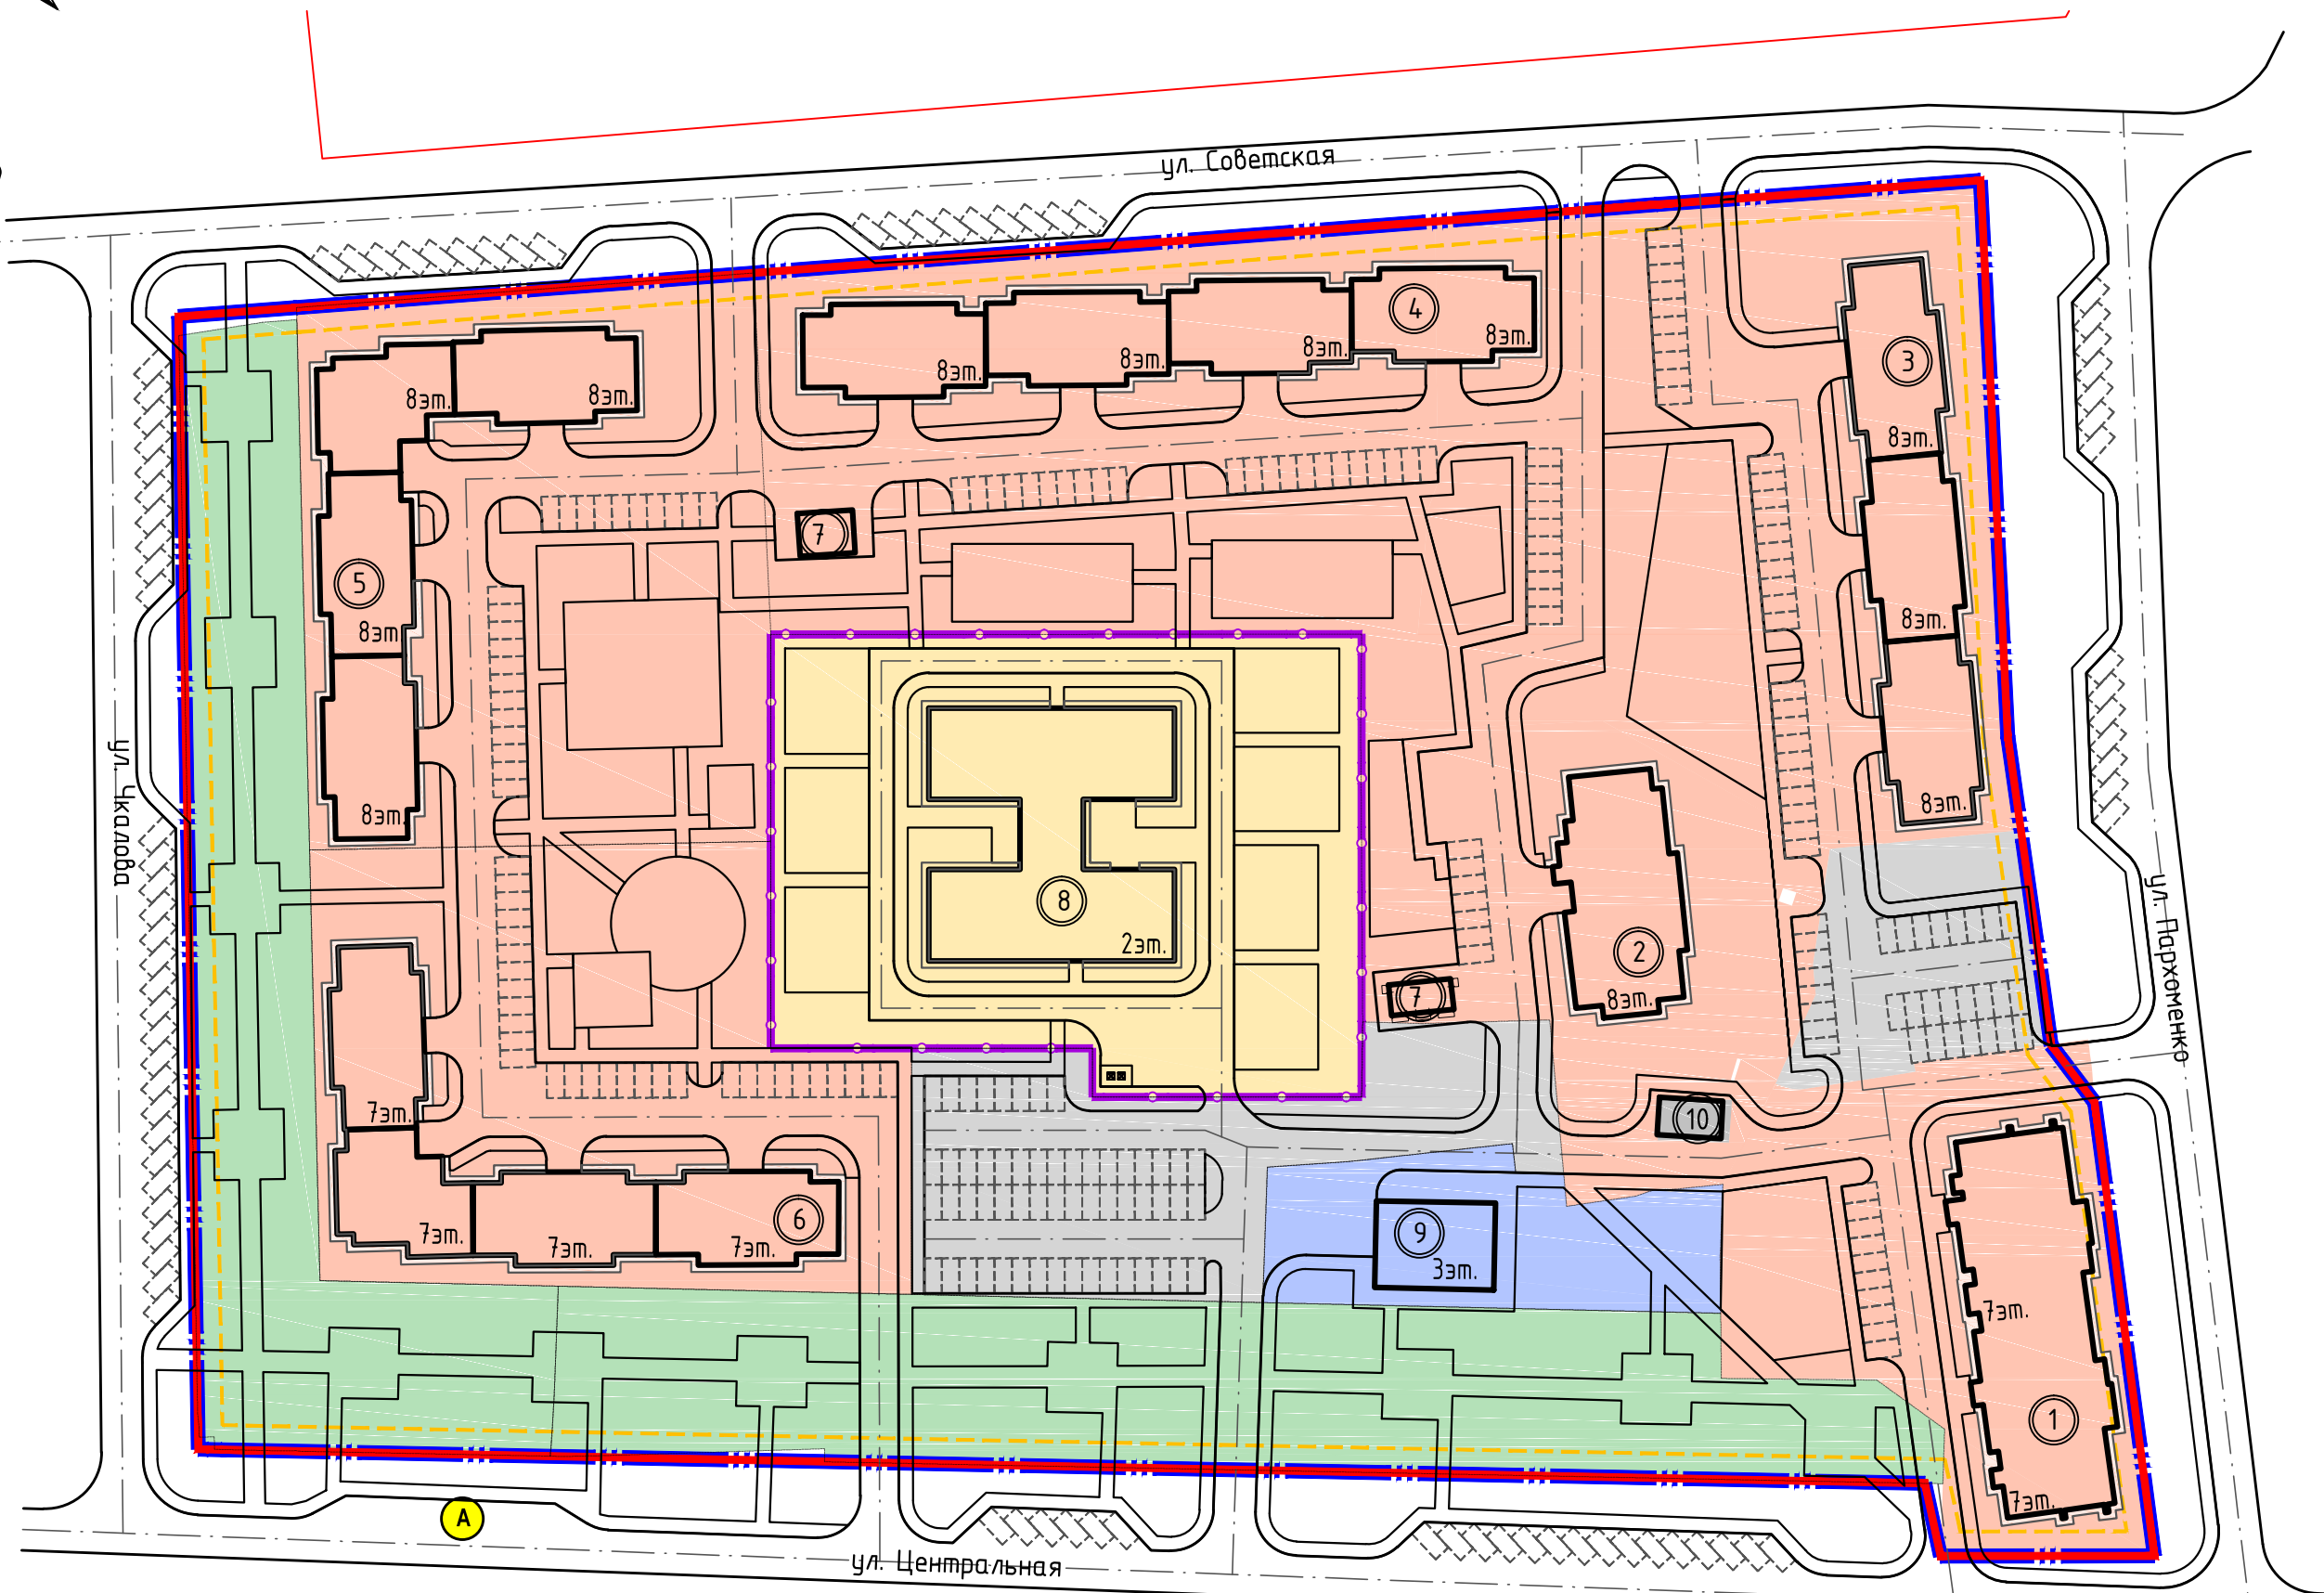 ул. Советская
4
8эт.
8эт.
8эт.
8эт.
3
8эт.
8эт.
8эт.
8эт.
8эт.
7
5
8эт.
8эт.
ул. Чкалова
8
2эт.
2
8эт.
7
ул. Пархоменко
10
7эт.
6
7эт.
7эт.
7эт.
9
3эт.
7эт.
1
7эт.
А
ул. Центральная